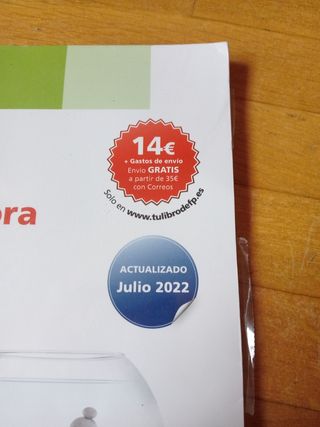 14€
+ Gastos de envío
Envío GRATIS
a partir de 35€
con Correos
Solo en www.tulibrodefp.es
ora
ACTUALIZADO
Julio 2022